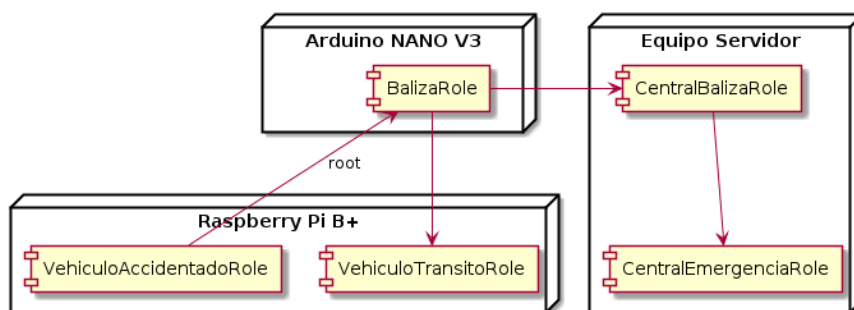 Arduino NANO V3
Equipo Servidor
BalizaRole
CentralBalizaRole
root
Raspberry Pi B+
VehiculoAccidentadoRole
VehiculoTransitoRole
CentralEmergenciaRole